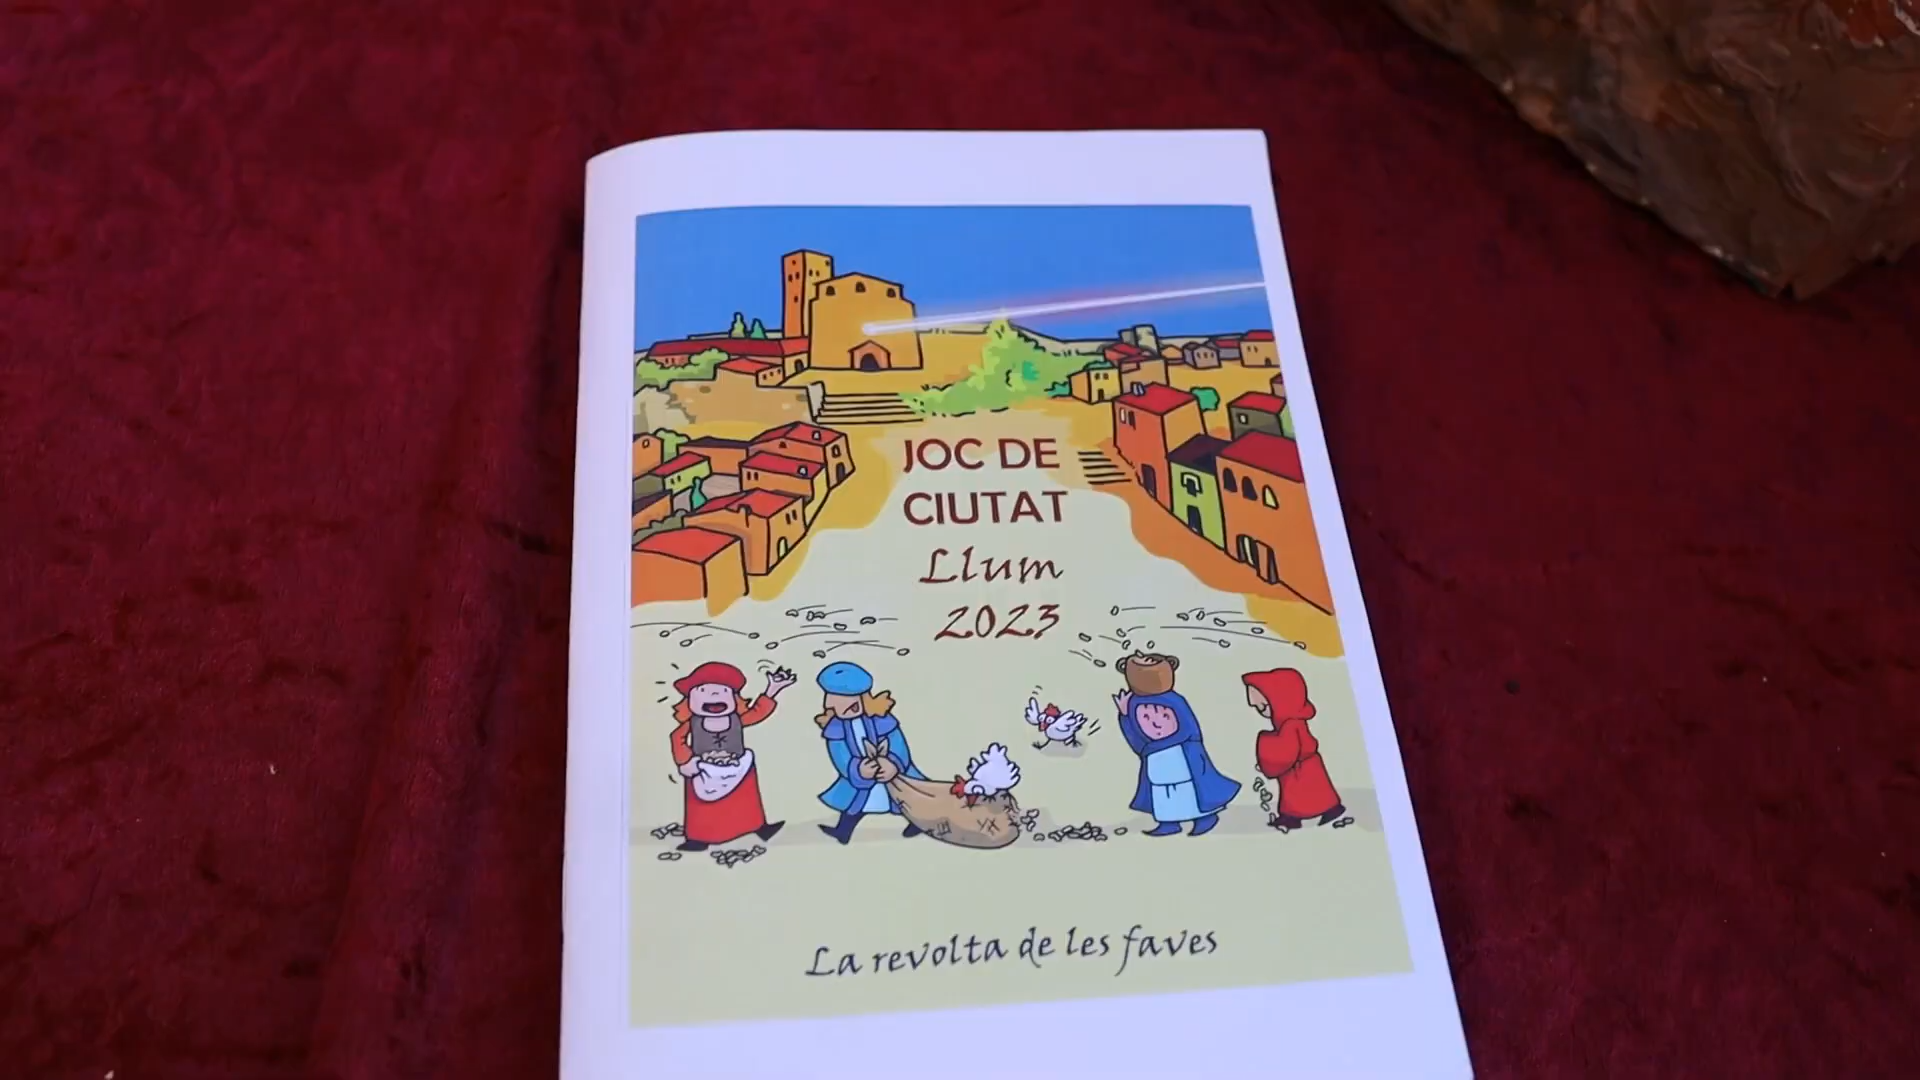 JOC DE
CIUTAT
Llum
2023
La revolta de les faves